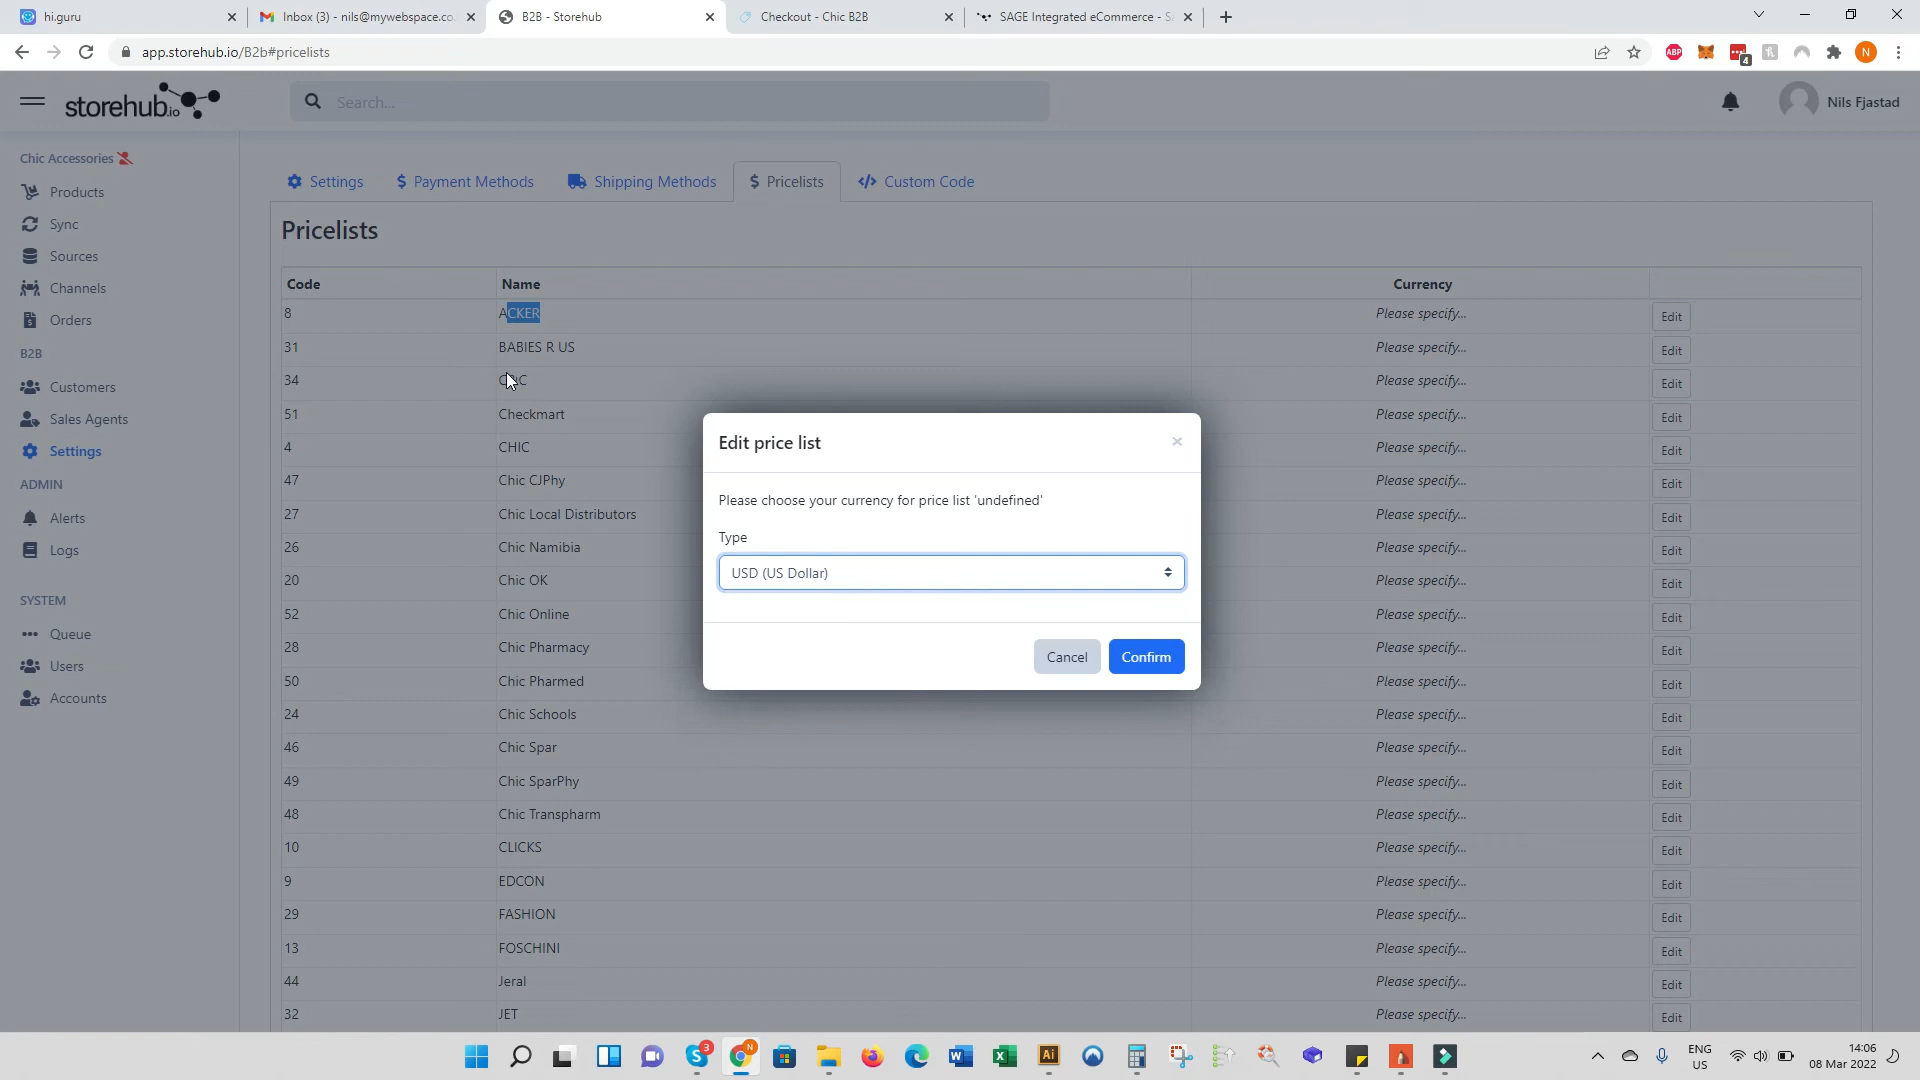 hi.guru
Inbox (3) - nils@mywebspace.co.
B2B - Storehub
Checkout - Chic B2B
SAGE Integrated eCommerce - S
app.storehub.io/B2b#pricelists
ABP
4
N
storehub.io
Search...
Nils Fjastad
Chic Accessories
Products
Sync
Sources
Channels
Orders
B2B
Customers
Sales Agents
Settings
ADMIN
Alerts
Logs
SYSTEM
Queue
Users
Accounts
Settings
Payment Methods
Shipping Methods
Pricelists
Custom Code
Pricelists
Code Name Currency
8 ACKER Please specify... Edit
31 BABIES R US Please specify... Edit
34 Please specify... Edit
51 Checkmart Please specify... Edit
4 CHIC Please specify... Edit
47 Chic CJPhy Please specify... Edit
27 Chic Local Distributors Please specify... Edit
26 Chic Namibia Please specify... Edit
20 Chic OK Please specify... Edit
52 Chic Online Please specify... Edit
28 Chic Pharmacy Please specify... Edit
50 Chic Pharmed Please specify... Edit
24 Chic Schools Please specify... Edit
46 Chic Spar Please specify... Edit
49 Chic SparPhy Please specify... Edit
48 Chic Transpharm Please specify... Edit
10 CLICKS Please specify... Edit
9 EDCON Please specify... Edit
29 FASHION Please specify... Edit
13 FOSCHINI Please specify... Edit
44 Jeral Please specify... Edit
32 JET Please specify... Edit
Edit price list
×
Please choose your currency for price list 'undefined'
Type
USD (US Dollar)
Cancel
Confirm
3
N
Ai
ENG
US
14:06
08 Mar 2022